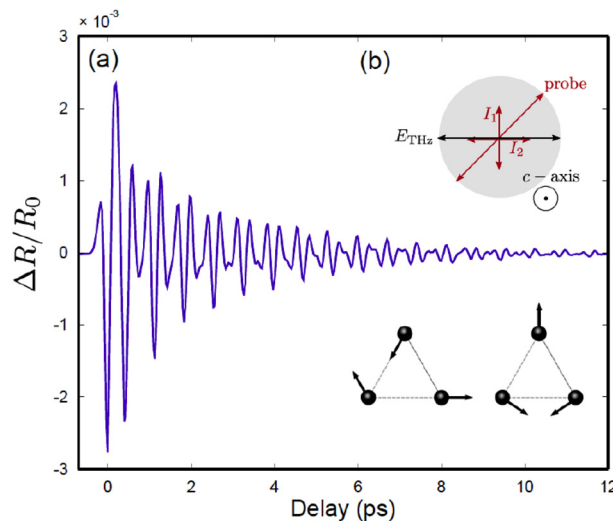 × 10⁻³
3
(a)
(b)
probe
I₁
2
E_THz
I₂
c − axis
1
ΔR/R₀
0
-1
-2
-3
0 2 4 6 8 10 12
Delay (ps)